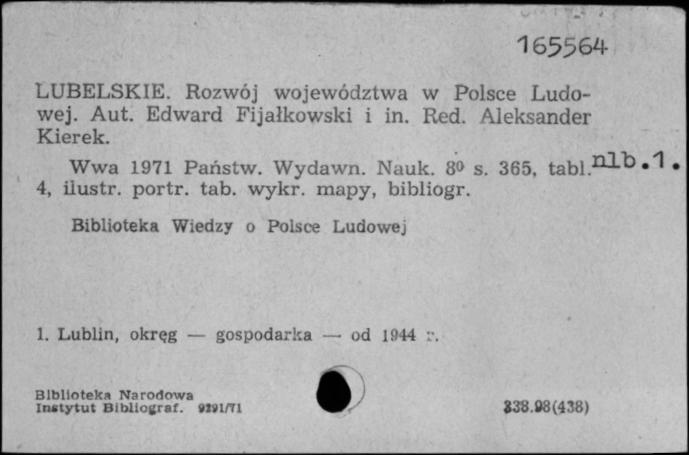 165564
LUBELSKIE. Rozwój województwa w Polsce Ludo-
wej. Aut. Edward Fijałkowski i in. Red. Aleksander
Kierek.
Wwa 1971 Państw. Wydawn. Nauk. 8⁰ s. 365, tabl. nlb.1.
4, ilustr. portr. tab. wykr. mapy, bibliogr.
Biblioteka Wiedzy o Polsce Ludowej
1. Lublin, okręg — gospodarka — od 1944 r.
Biblioteka Narodowa
Instytut Bibliograf. 9291/71
338.98(438)